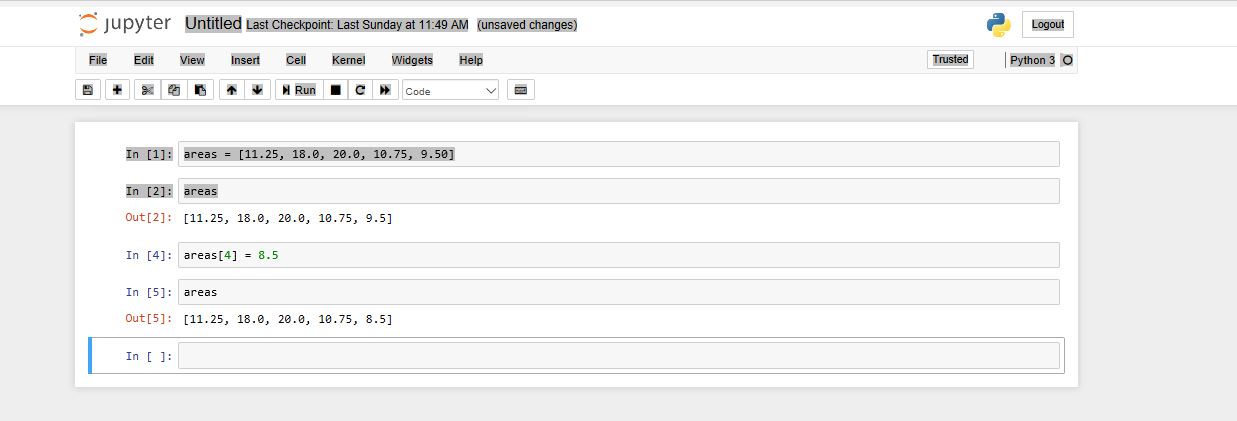 jupyter Untitled Last Checkpoint: Last Sunday at 11:49 AM (unsaved changes) Logout
File Edit View Insert Cell Kernel Widgets Help Trusted Python 3
Run Code
In [1]: areas = [11.25, 18.0, 20.0, 10.75, 9.50]
In [2]: areas
Out[2]: [11.25, 18.0, 20.0, 10.75, 9.5]
In [4]: areas[4] = 8.5
In [5]: areas
Out[5]: [11.25, 18.0, 20.0, 10.75, 8.5]
In [ ]: